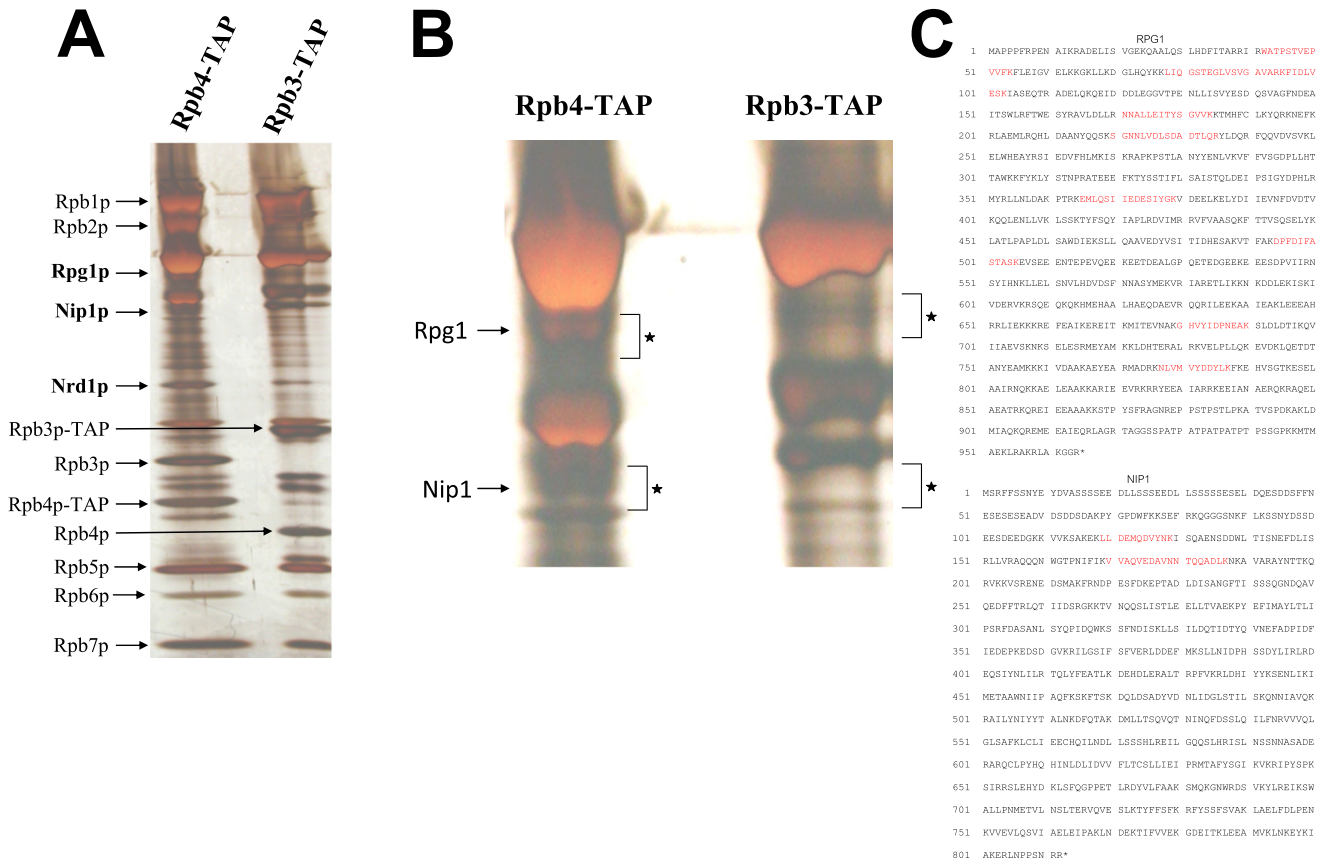 A
Rpb4-TAP
Rpb3-TAP
Rpb1p
Rpb2p
Rpg1p
Nip1p
Nrd1p
Rpb3p-TAP
Rpb3p
Rpb4p-TAP
Rpb4p
Rpb5p
Rpb6p
Rpb7p
B
Rpb4-TAP
Rpb3-TAP
Rpg1
Nip1
C
RPG1
1 MAPPPFRPEN AIKRADELIS VGEKQAALQS LHDFITARRI RWATPSTVEP
51 VVFKFLEIGV ELKKGKLLKD GLHQYKKLIQ GSTEGLVSVG AVARKFIDLV
101 ESKIASEQTR ADELQKQEID DDLEGGVTPE NLLISVYESD QSVAGFNDEA
151 ITSWLRFTWE SYRAVLDLLR NNALLEITYS GVVKKTMHFC LKYQRKNEFK
201 RLAEMLRQHL DAANYQQSKS GNNLVDLSDA DTLQRYLDQR FQQVDVSVKL
251 ELWHEAYRSI EDVFHLMKIS KRAPKPSTLA NYYENLVKVF FVSGDPLLHT
301 TAWKKFYKLY STNPRATEEE FKTYSSTIFL SAISTQLDEI PSIGYDPHLR
351 MYRLLNLDAK PTRKEMLQSI IEDESIYGKV DEELKELYDI IEVNFDVDTV
401 KQQLENLLVK LSSKTYFSQY IAPLRDVIMR RVFVAASQKF TTVSQSELYK
451 LATLPAPLDL SAWDIEKSLL QAAVEDYVSI TIDHESAKVT FAKDPFDIFA
501 STASKEVSEE ENTEPEVQEE KEETDEALGP QETEDGEEKE EESDPVIIRN
551 SYIHNKLLEL SNVLHDVDSF NNASYMEKVR IARETLIKKN KDDLEKISKI
601 VDERVKRSQE QKQKHMEHAA LHAEQDAEVR QQRILEEKAA IEAKLEEEAH
651 RRLIEKKKRE FEAIKEREIT KMITEVNAKG HVYIDPNEAK SLDLDTIKQV
701 IIAEVSKNKS ELESRMEYAM KKLDHTERAL RKVELPLLQK EVDKLQETDT
751 ANYEAMKKKI VDAAKAEYEA RMADRKNLVM VYDDYLKFKE HVSGTKESEL
801 AAIRNQKKAE LEAAKKARIE EVRKRRYEEA IARRKEEIAN AERQKRAQEL
851 AEATRKQREI EEAAAKKSTP YSFRAGNREP PSTPSTLPKA TVSPDKAKLD
901 MIAQKQREME EAIEQRLAGR TAGGSSPATP ATPATPATPT PSSGPKKMTM
951 AEKLRAKRLA KGGR*
NIP1
1 MSRFFSSNYE YDVASSSSEE DLLSSSEEDL LSSSSSESEL DQESDDSFFN
51 ESESESEADV DSDDSDAKPY GPDWFKKSEF RKQGGGSNKF LKSSNYDSSD
101 EESDEEDGKK VVKSAKEKLL DEMQDVYNKI SQAENSDDWL TISNEFDLIS
151 RLLVRAQQQN WGTPNIFIKV VAQVEDAVNN TQQADLKNKA VARAYNTTKQ
201 RVKKVSRENE DSMAKFRNDP ESFDKEPTAD LDISANGFTI SSSQGNDQAV
251 QEDFFTRLQT IIDSRGKKTV NQQSLISTLE ELLTVAEKPY EFIMAYLTLI
301 PSRFDASANL SYQPIDQWKS SFNDISKLLS ILDQTIDTYQ VNEFADPIDF
351 IEDEPKEDSD GVKRILGSIF SFVERLDDEF MKSLLNIDPH SSDYLIRLRD
401 EQSIYNLILR TQLYFEATLK DEHDLERALT RPFVKRLDHI YYKSENLIKI
451 METAAWNIIP AQFKSKFTSK DQLDSADYVD NLIDGLSTIL SKQNNIAVQK
501 RAILYNIYYT ALNKDFQTAK DMLLTSQVQT NINQFDSSLQ ILFNRVVVQL
551 GLSAFKLCLI EECHQILNDL LSSSHLREIL GQQSLHRISL NSSNNASADE
601 RARQCLPYHQ HINLDLIDVV FLTCSLLIEI PRMTAFYSGI KVKRIPYSPK
651 SIRRSLEHYD KLSFQGPPET LRDYVLFAAK SMQKGNWRDS VKYLREIKSW
701 ALLPNMETVL NSLTERVQVE SLKTYFFSFK RFYSSFSVAK LAELFDLPEN
751 KVVEVLQSVI AELEIPAKLN DEKTIFVVEK GDEITKLEEA MVKLNKEYKI
801 AKERLNPPSN RR*